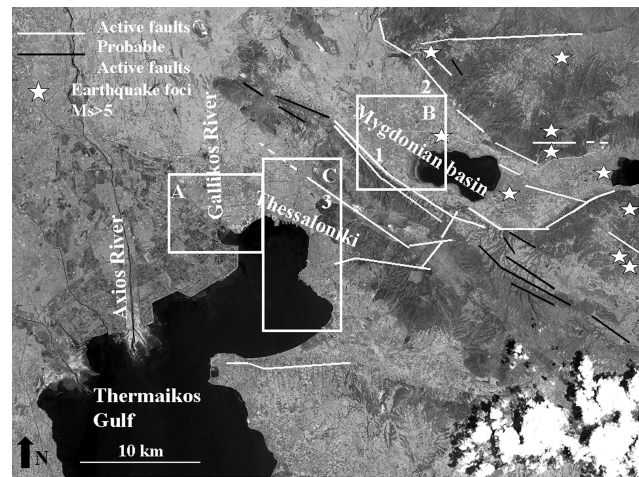 Active faults
Probable
Active faults
Earthquake foci
Ms>5
Gallikos River
Axios River
A
B
C
1
2
3
Mygdonian basin
Thessaloniki
Thermaikos
Gulf
10 km
N